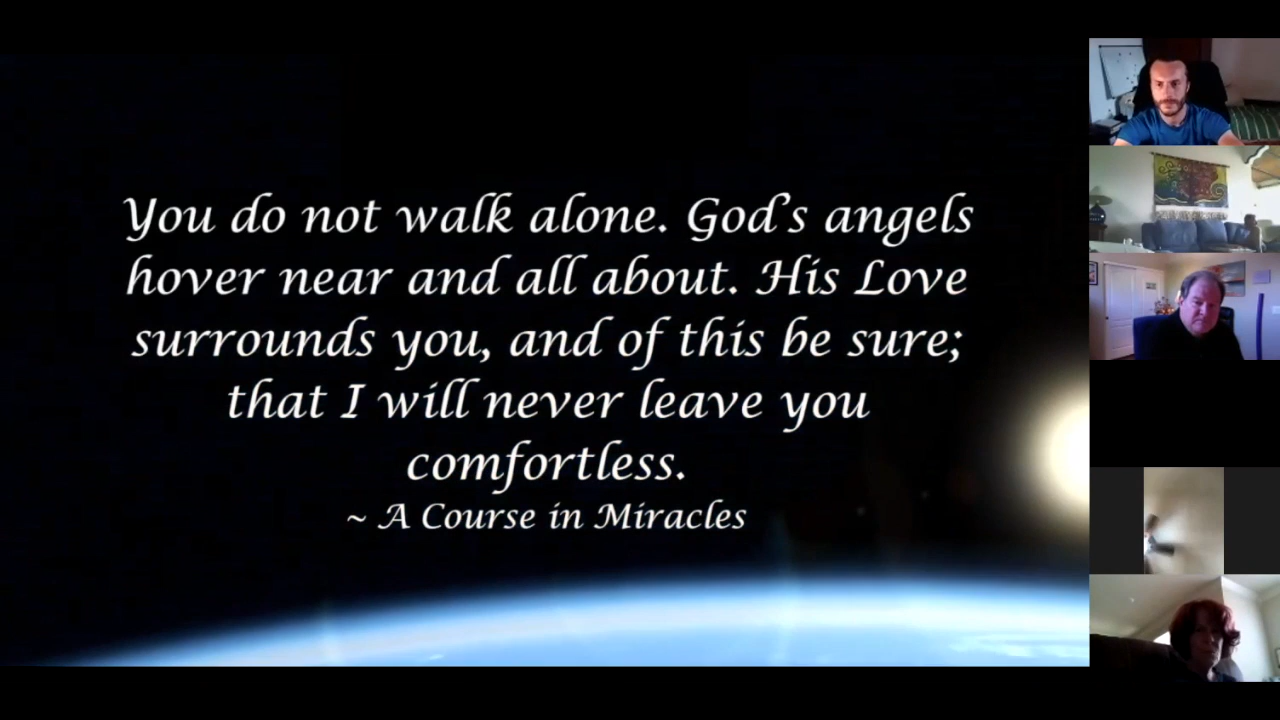 You do not walk alone. God's angels
hover near and all about. His Love
surrounds you, and of this be sure;
that I will never leave you
comfortless.
~ A Course in Miracles